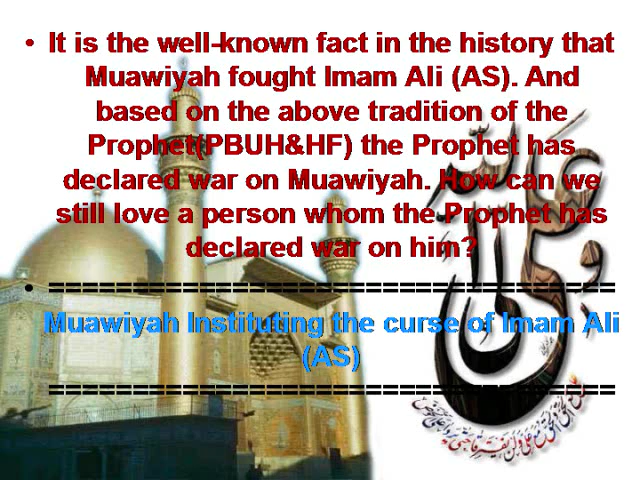 • It is the well-known fact in the history that
Muawiyah fought Imam Ali (AS). And
based on the above tradition of the
Prophet(PBUH&HF) the Prophet has
declared war on Muawiyah. How can we
still love a person whom the Prophet has
declared war on him?
• ==================================
Muawiyah Instituting the curse of Imam Ali
(AS)
==================================